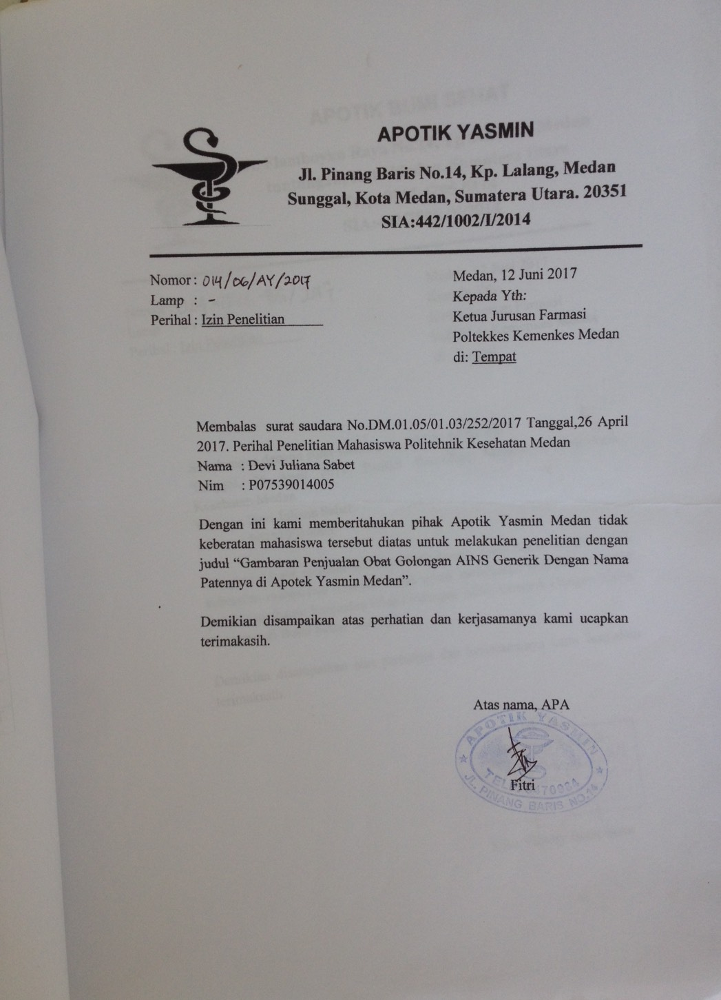 APOTIK YASMIN
Jl. Pinang Baris No.14, Kp. Lalang, Medan
Sunggal, Kota Medan, Sumatera Utara. 20351
SIA:442/1002/I/2014
Nomor : 014/06/AY/2017
Lamp : -
Perihal : Izin Penelitian
Medan, 12 Juni 2017
Kepada Yth:
Ketua Jurusan Farmasi
Poltekkes Kemenkes Medan
di: Tempat
Membalas surat saudara No.DM.01.05/01.03/252/2017 Tanggal,26 April
2017. Perihal Penelitian Mahasiswa Politehnik Kesehatan Medan
Nama : Devi Juliana Sabet
Nim : P07539014005
Dengan ini kami memberitahukan pihak Apotik Yasmin Medan tidak
keberatan mahasiswa tersebut diatas untuk melakukan penelitian dengan
judul “Gambaran Penjualan Obat Golongan AINS Generik Dengan Nama
Patennya di Apotek Yasmin Medan”.
Demikian disampaikan atas perhatian dan kerjasamanya kami ucapkan
terimakasih.
Atas nama, APA
APOTIK YASMIN
Fitri
JL. PINANG BARIS NO.14